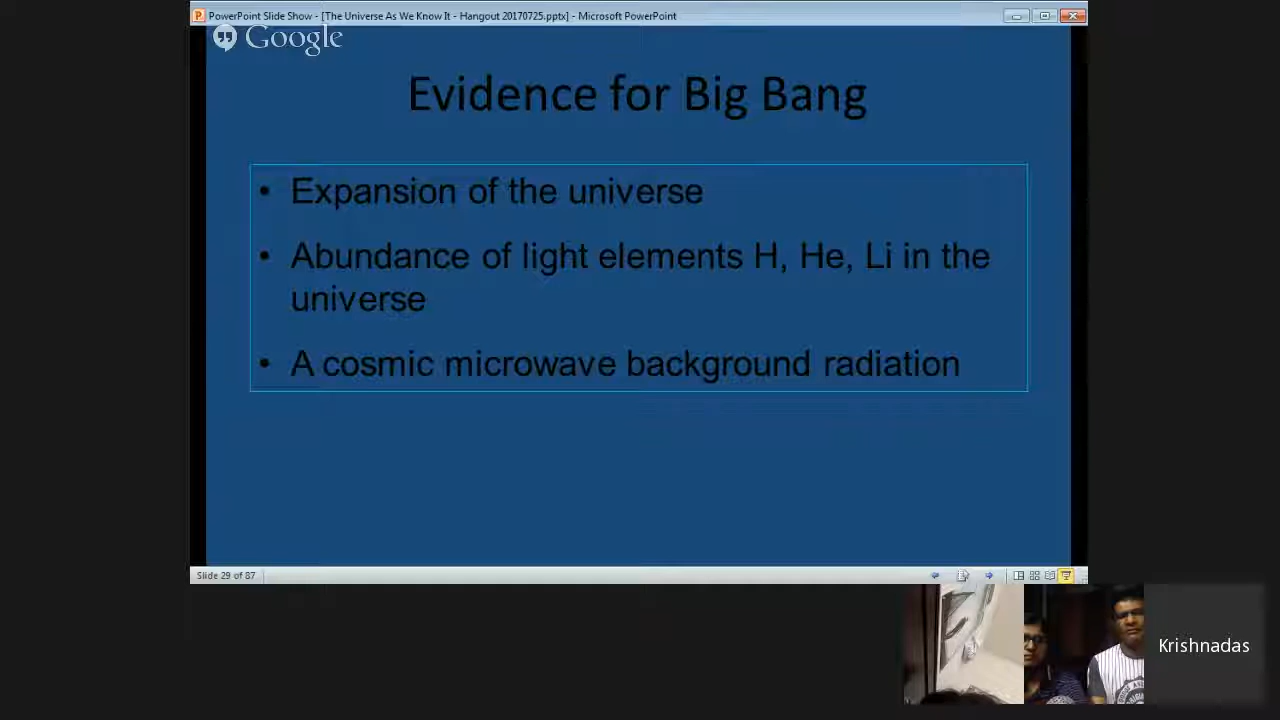 PowerPoint Slide Show - [The Universe As We Know It - Hangout 20170725.pptx] - Microsoft PowerPoint
Google
Evidence for Big Bang
• Expansion of the universe
• Abundance of light elements H, He, Li in the
universe
• A cosmic microwave background radiation
Slide 29 of 87
Krishnadas